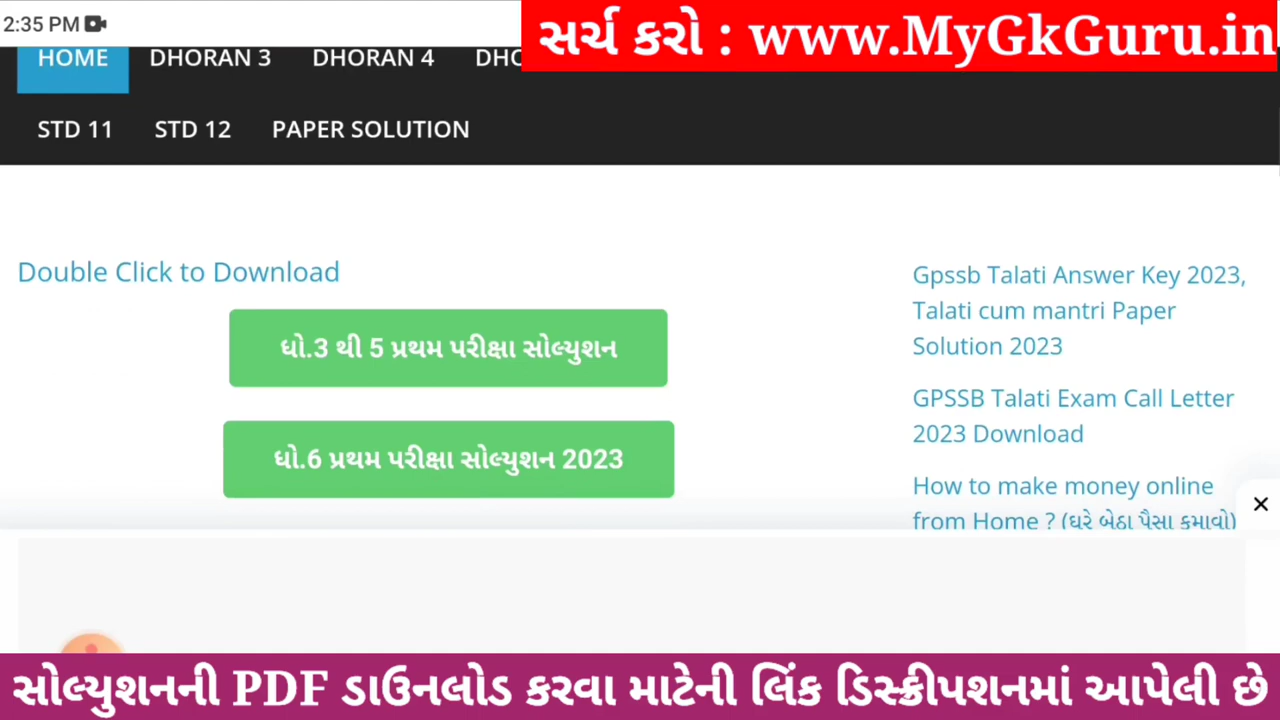 2:35 PM
સર્ચ કરો : www.MyGkGuru.in
HOME DHORAN 3 DHORAN 4
STD 11 STD 12 PAPER SOLUTION
Double Click to Download
ધો.3 થી 5 પ્રથમ પરીક્ષા સોલ્યુશન
ધો.6 પ્રથમ પરીક્ષા સોલ્યુશન 2023
Gpssb Talati Answer Key 2023,
Talati cum mantri Paper
Solution 2023
GPSSB Talati Exam Call Letter
2023 Download
How to make money online
from Home ? (ઘરે બેઠા પૈસા કમાવો)
સોલ્યુશનની PDF ડાઉનલોડ કરવા માટેની લિંક ડિસ્ક્રીપશનમાં આપેલી છે